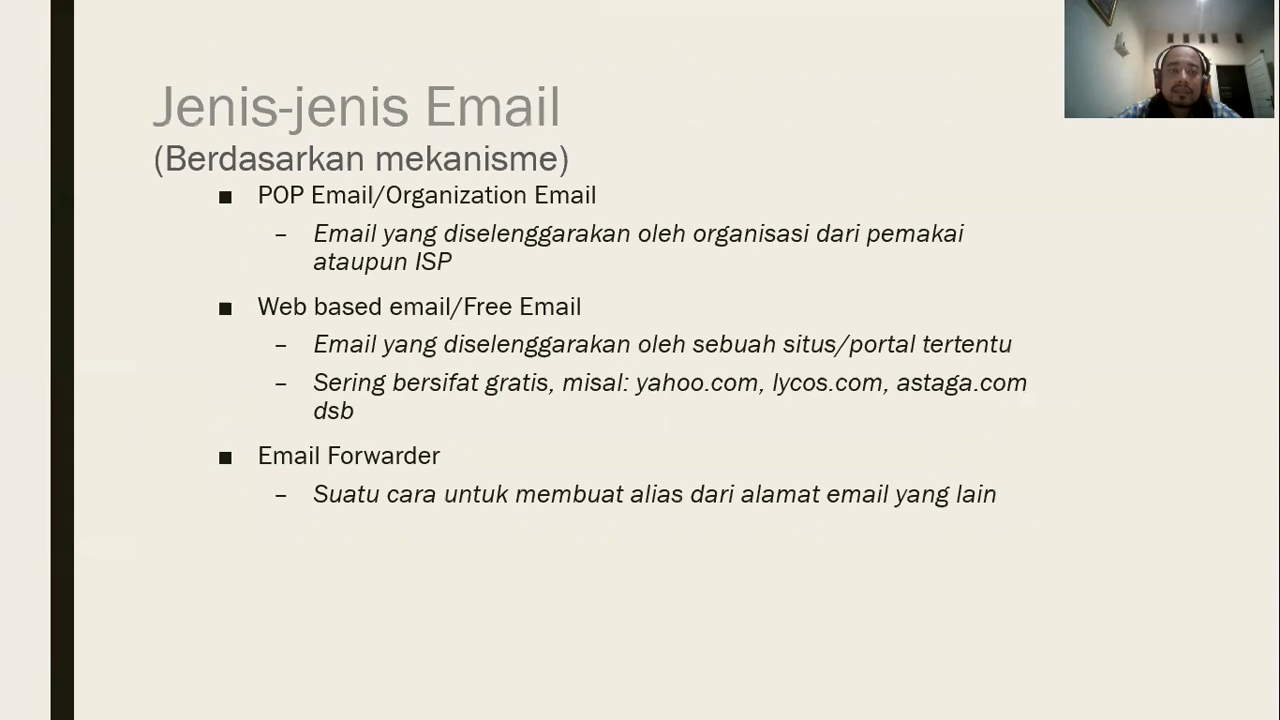 Jenis-jenis Email
(Berdasarkan mekanisme)
■ POP Email/Organization Email
– Email yang diselenggarakan oleh organisasi dari pemakai
ataupun ISP
■ Web based email/Free Email
– Email yang diselenggarakan oleh sebuah situs/portal tertentu
– Sering bersifat gratis, misal: yahoo.com, lycos.com, astaga.com
dsb
■ Email Forwarder
– Suatu cara untuk membuat alias dari alamat email yang lain